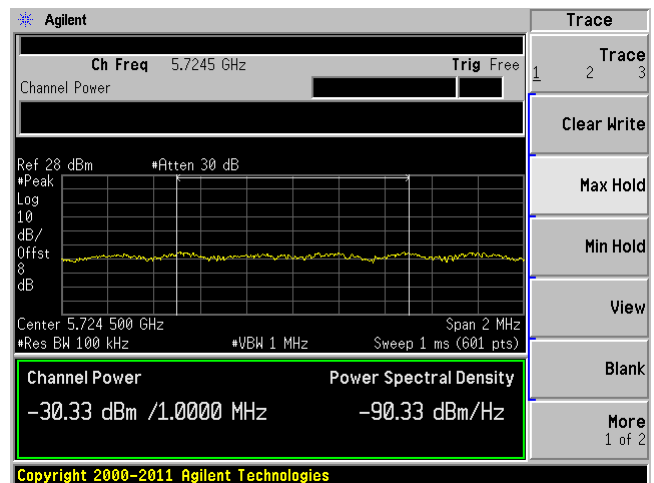 Agilent
Trace
Ch Freq 5.7245 GHz
Trig Free
Channel Power
Trace
1 2 3
Clear Write
Max Hold
Min Hold
View
Blank
More
1 of 2
Ref 28 dBm #Atten 30 dB
#Peak
Log
10
dB/
Offst
8
dB
Center 5.724 500 GHz Span 2 MHz
#Res BW 100 kHz #VBW 1 MHz Sweep 1 ms (601 pts)
Channel Power Power Spectral Density
-30.33 dBm /1.0000 MHz -90.33 dBm/Hz
Copyright 2000-2011 Agilent Technologies